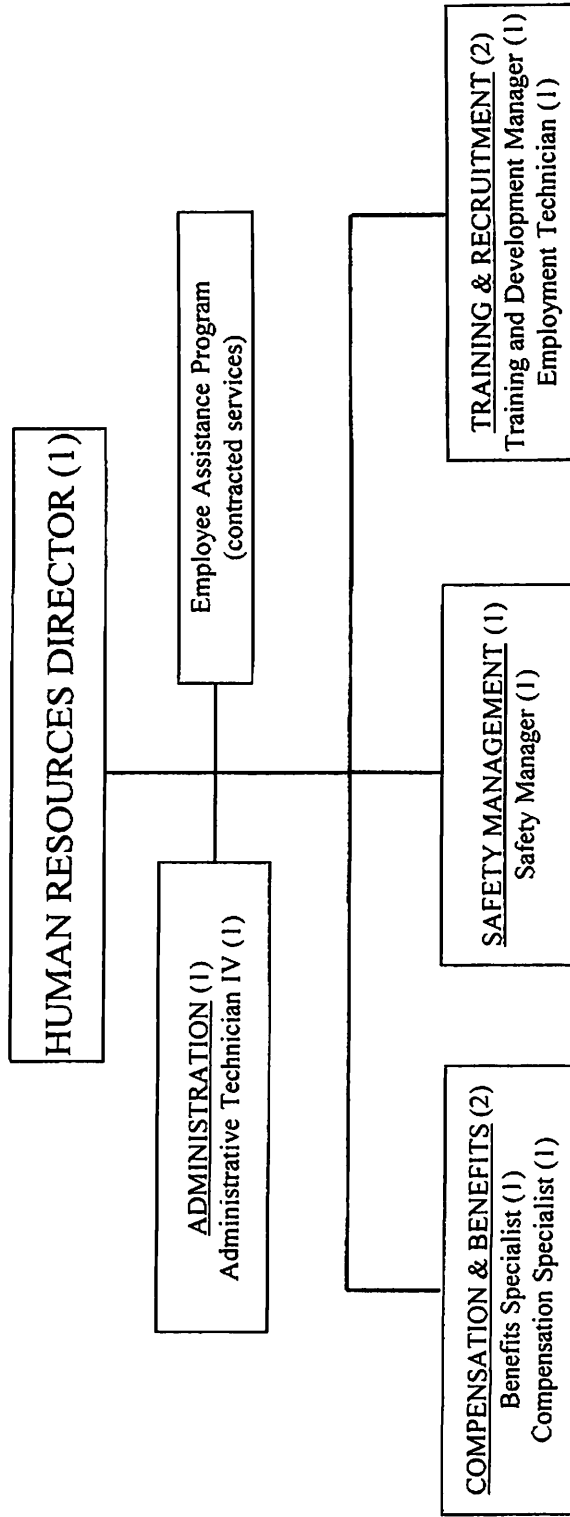 HUMAN RESOURCES DIRECTOR (1)
ADMINISTRATION (1)
Administrative Technician IV (1)
Employee Assistance Program
(contracted services)
COMPENSATION & BENEFITS (2)
Benefits Specialist (1)
Compensation Specialist (1)
SAFETY MANAGEMENT (1)
Safety Manager (1)
TRAINING & RECRUITMENT (2)
Training and Development Manager (1)
Employment Technician (1)